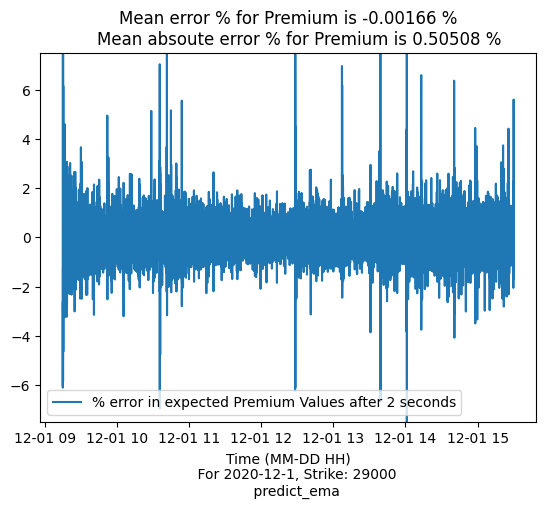 Mean error % for Premium is -0.00166 %
Mean absoute error % for Premium is 0.50508 %
6
4
2
0
−2
−4
−6
% error in expected Premium Values after 2 seconds
12-01 09 12-01 10 12-01 11 12-01 12 12-01 13 12-01 14 12-01 15
Time (MM-DD HH)
For 2020-12-1, Strike: 29000
predict_ema